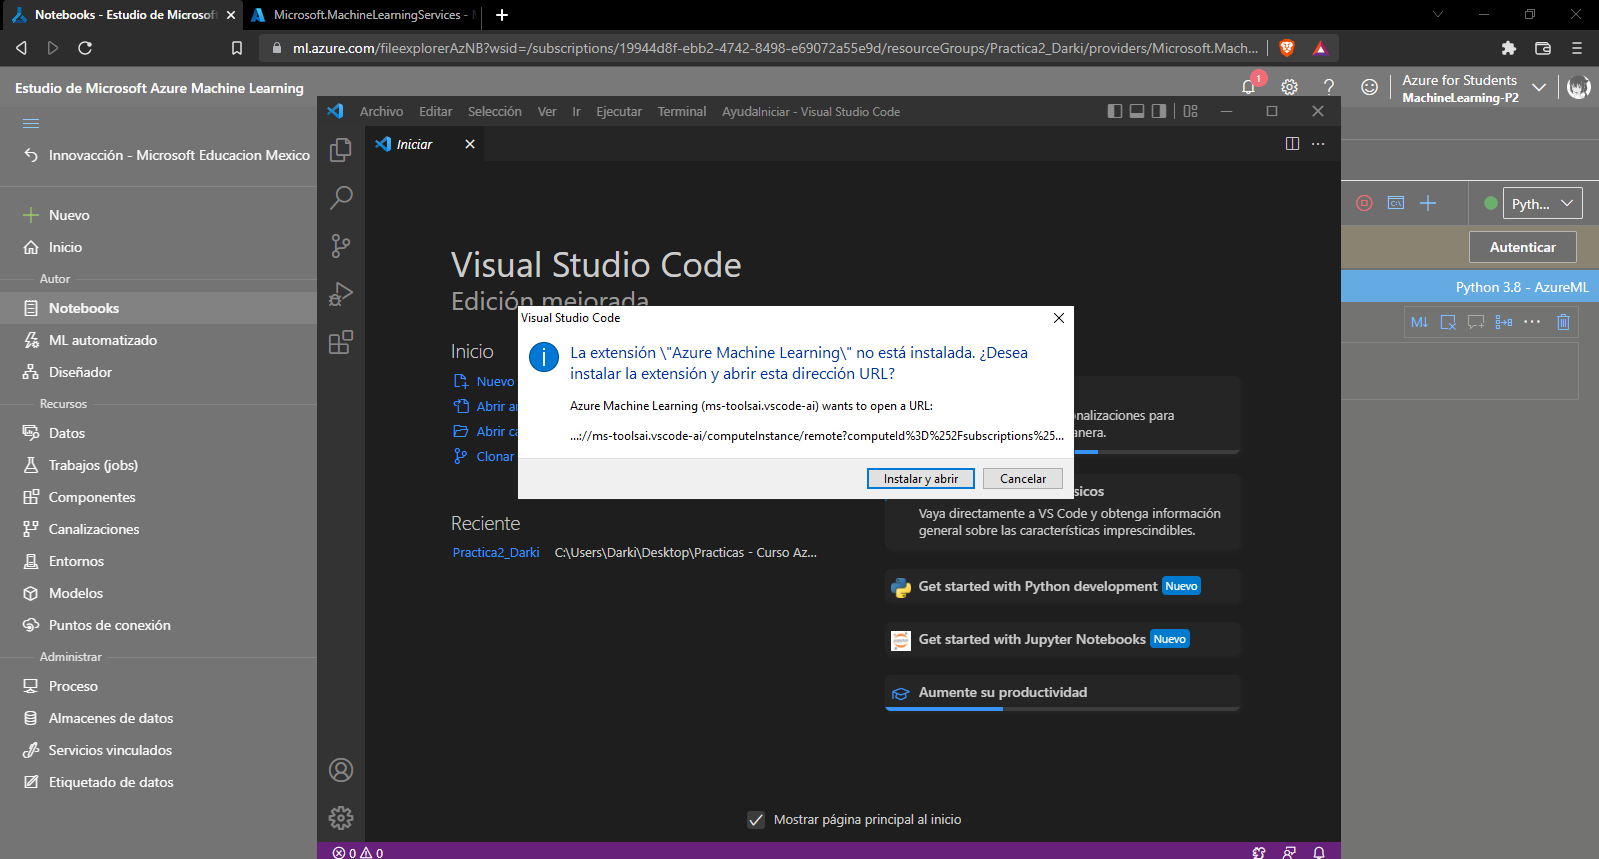 Notebooks - Estudio de Microsoft
Microsoft.MachineLearningServices -
ml.azure.com/fileexplorerAzNB?wsid=/subscriptions/19944d8f-ebb2-4742-8498-e69072a55e9d/resourceGroups/Practica2_Darki/providers/Microsoft.Mach...
Estudio de Microsoft Azure Machine Learning
1
?
Azure for Students
MachineLearning-P2
Innovacción - Microsoft Educacion Mexico
Nuevo
Inicio
Autor
Notebooks
ML automatizado
Diseñador
Recursos
Datos
Trabajos (jobs)
Componentes
Canalizaciones
Entornos
Modelos
Puntos de conexión
Administrar
Proceso
Almacenes de datos
Servicios vinculados
Etiquetado de datos
Archivo Editar Selección Ver Ir Ejecutar Terminal Ayuda
Iniciar - Visual Studio Code
Iniciar
Visual Studio Code
Edición mejorada
Inicio
Nuevo
Abrir ar
Abrir ca
Clonar
Reciente
Practica2_Darki C:\Users\Darki\Desktop\Practicas - Curso Az...
Visual Studio Code
La extensión \"Azure Machine Learning\" no está instalada. ¿Desea
instalar la extensión y abrir esta dirección URL?
Azure Machine Learning (ms-toolsai.vscode-ai) wants to open a URL:
...://ms-toolsai.vscode-ai/computeInstance/remote?computeId%3D%252Fsubscriptions%25...
Instalar y abrir
Cancelar
nalizaciones para
anera.
sicos
Vaya directamente a VS Code y obtenga información
general sobre las características imprescindibles.
Get started with Python development Nuevo
Get started with Jupyter Notebooks Nuevo
Aumente su productividad
Mostrar página principal al inicio
0 0
Pyth...
Autenticar
Python 3.8 - AzureML
M↓